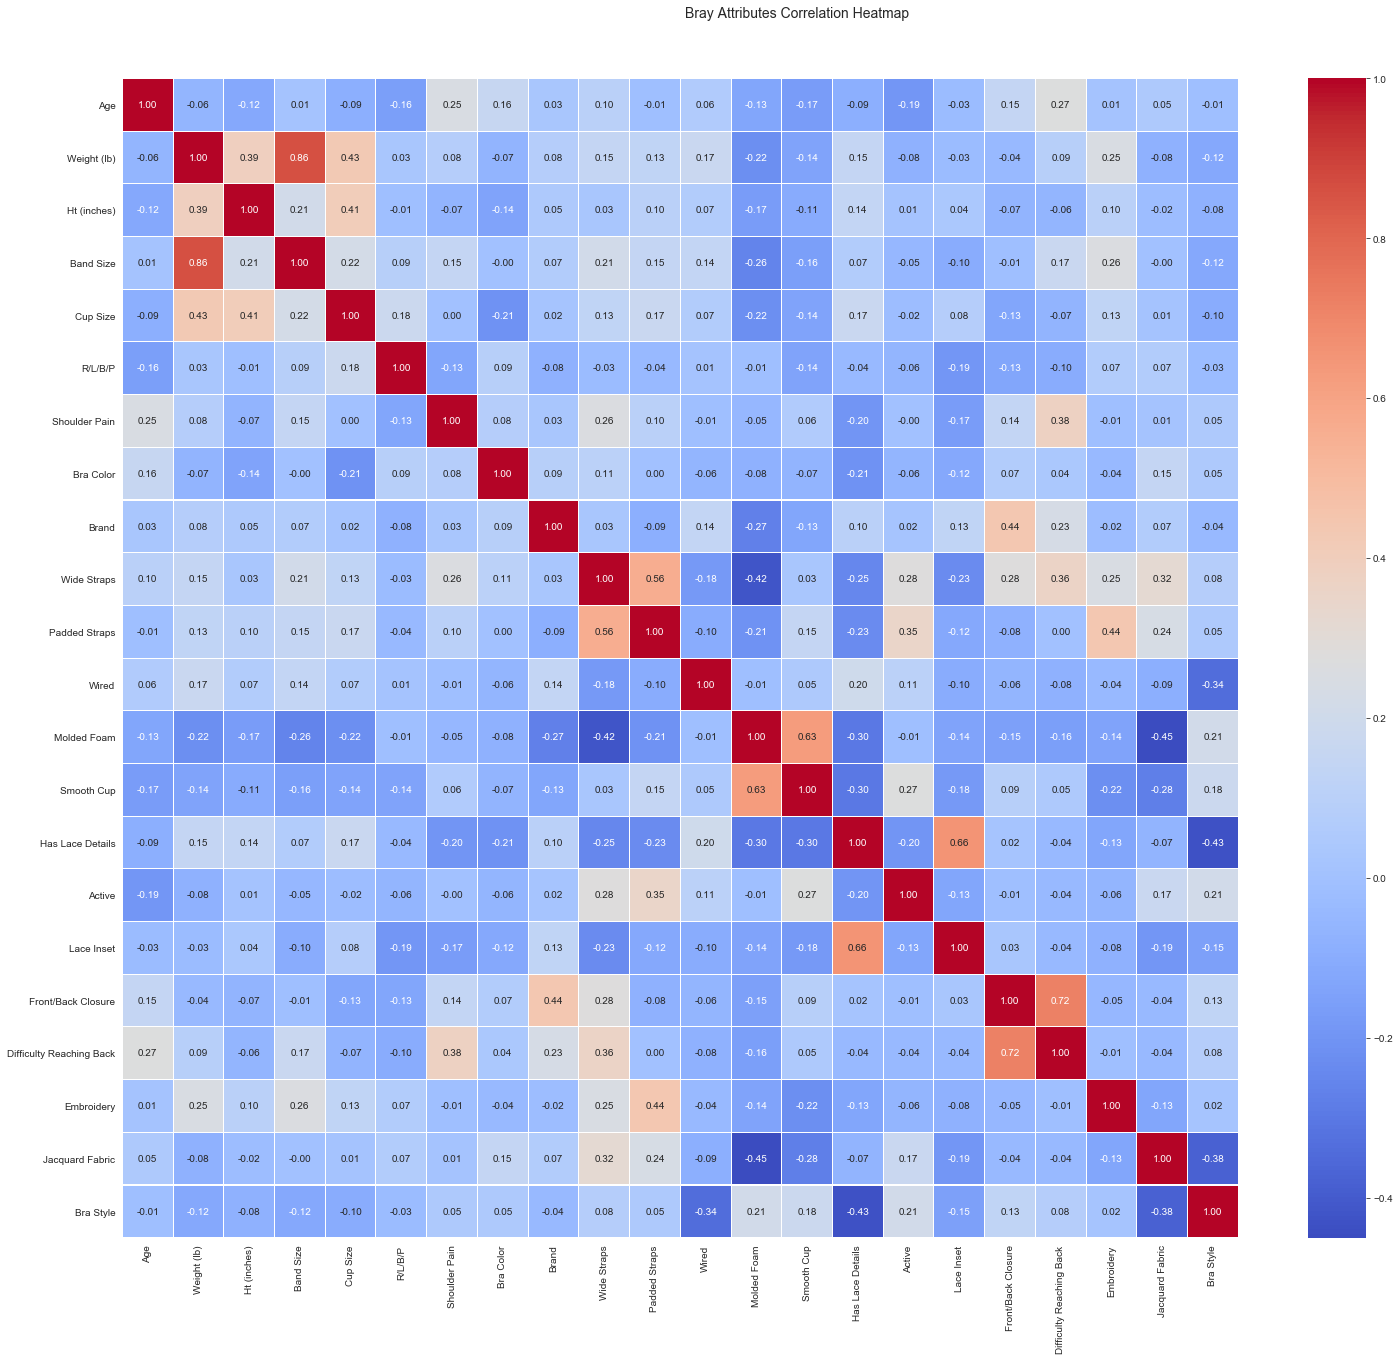 Bray Attributes Correlation Heatmap
Age 1.00 -0.06 -0.12 0.01 -0.09 -0.16 0.25 0.16 0.03 0.10 -0.01 0.06 -0.13 -0.17 -0.09 -0.19 -0.03 0.15 0.27 0.01 0.05 -0.01
Weight (lb) -0.06 1.00 0.39 0.86 0.43 0.03 0.08 -0.07 0.08 0.15 0.13 0.17 -0.22 -0.14 0.15 -0.08 -0.03 -0.04 0.09 0.25 -0.08 -0.12
Ht (inches) -0.12 0.39 1.00 0.21 0.41 -0.01 -0.07 -0.14 0.05 0.03 0.10 0.07 -0.17 -0.11 0.14 0.01 0.04 -0.07 -0.06 0.10 -0.02 -0.08
Band Size 0.01 0.86 0.21 1.00 0.22 0.09 0.15 -0.00 0.07 0.21 0.15 0.14 -0.26 -0.16 0.07 -0.05 -0.10 -0.01 0.17 0.26 -0.00 -0.12
Cup Size -0.09 0.43 0.41 0.22 1.00 0.18 0.00 -0.21 0.02 0.13 0.17 0.07 -0.22 -0.14 0.17 -0.02 0.08 -0.13 -0.07 0.13 0.01 -0.10
R/L/B/P -0.16 0.03 -0.01 0.09 0.18 1.00 -0.13 0.09 -0.08 -0.03 -0.04 0.01 -0.01 -0.14 -0.04 -0.06 -0.19 -0.13 -0.10 0.07 0.07 -0.03
Shoulder Pain 0.25 0.08 -0.07 0.15 0.00 -0.13 1.00 0.08 0.03 0.26 0.10 -0.01 -0.05 0.06 -0.20 -0.00 -0.17 0.14 0.38 -0.01 0.01 0.05
Bra Color 0.16 -0.07 -0.14 -0.00 -0.21 0.09 0.08 1.00 0.09 0.11 0.00 -0.06 -0.08 -0.07 -0.21 -0.06 -0.12 0.07 0.04 -0.04 0.15 0.05
Brand 0.03 0.08 0.05 0.07 0.02 -0.08 0.03 0.09 1.00 0.03 -0.09 0.14 -0.27 -0.13 0.10 0.02 0.13 0.44 0.23 -0.02 0.07 -0.04
Wide Straps 0.10 0.15 0.03 0.21 0.13 -0.03 0.26 0.11 0.03 1.00 0.56 -0.18 -0.42 0.03 -0.25 0.28 -0.23 0.28 0.36 0.25 0.32 0.08
Padded Straps -0.01 0.13 0.10 0.15 0.17 -0.04 0.10 0.00 -0.09 0.56 1.00 -0.10 -0.21 0.15 -0.23 0.35 -0.12 -0.08 0.00 0.44 0.24 0.05
Wired 0.06 0.17 0.07 0.14 0.07 0.01 -0.01 -0.06 0.14 -0.18 -0.10 1.00 -0.01 0.05 0.20 0.11 -0.10 -0.06 -0.08 -0.04 -0.09 -0.34
Molded Foam -0.13 -0.22 -0.17 -0.26 -0.22 -0.01 -0.05 -0.08 -0.27 -0.42 -0.21 -0.01 1.00 0.63 -0.30 -0.01 -0.14 -0.15 -0.16 -0.14 -0.45 0.21
Smooth Cup -0.17 -0.14 -0.11 -0.16 -0.14 -0.14 0.06 -0.07 -0.13 0.03 0.15 0.05 0.63 1.00 -0.30 0.27 -0.18 0.09 0.05 -0.22 -0.28 0.18
Has Lace Details -0.09 0.15 0.14 0.07 0.17 -0.04 -0.20 -0.21 0.10 -0.25 -0.23 0.20 -0.30 -0.30 1.00 -0.20 0.66 0.02 -0.04 -0.13 -0.07 -0.43
Active -0.19 -0.08 0.01 -0.05 -0.02 -0.06 -0.00 -0.06 0.02 0.28 0.35 0.11 -0.01 0.27 -0.20 1.00 -0.13 -0.01 -0.04 -0.06 0.17 0.21
Lace Inset -0.03 -0.03 0.04 -0.10 0.08 -0.19 -0.17 -0.12 0.13 -0.23 -0.12 -0.10 -0.14 -0.18 0.66 -0.13 1.00 0.03 -0.04 -0.08 -0.19 -0.15
Front/Back Closure 0.15 -0.04 -0.07 -0.01 -0.13 -0.13 0.14 0.07 0.44 0.28 -0.08 -0.06 -0.15 0.09 0.02 -0.01 0.03 1.00 0.72 -0.05 -0.04 0.13
Difficulty Reaching Back 0.27 0.09 -0.06 0.17 -0.07 -0.10 0.38 0.04 0.23 0.36 0.00 -0.08 -0.16 0.05 -0.04 -0.04 -0.04 0.72 1.00 -0.01 -0.04 0.08
Embroidery 0.01 0.25 0.10 0.26 0.13 0.07 -0.01 -0.04 -0.02 0.25 0.44 -0.04 -0.14 -0.22 -0.13 -0.06 -0.08 -0.05 -0.01 1.00 -0.13 0.02
Jacquard Fabric 0.05 -0.08 -0.02 -0.00 0.01 0.07 0.01 0.15 0.07 0.32 0.24 -0.09 -0.45 -0.28 -0.07 0.17 -0.19 -0.04 -0.04 -0.13 1.00 -0.38
Bra Style -0.01 -0.12 -0.08 -0.12 -0.10 -0.03 0.05 0.05 -0.04 0.08 0.05 -0.34 0.21 0.18 -0.43 0.21 -0.15 0.13 0.08 0.02 -0.38 1.00
Age
Weight (lb)
Ht (inches)
Band Size
Cup Size
R/L/B/P
Shoulder Pain
Bra Color
Brand
Wide Straps
Padded Straps
Wired
Molded Foam
Smooth Cup
Has Lace Details
Active
Lace Inset
Front/Back Closure
Difficulty Reaching Back
Embroidery
Jacquard Fabric
Bra Style
1.0
0.8
0.6
0.4
0.2
0.0
−0.2
−0.4